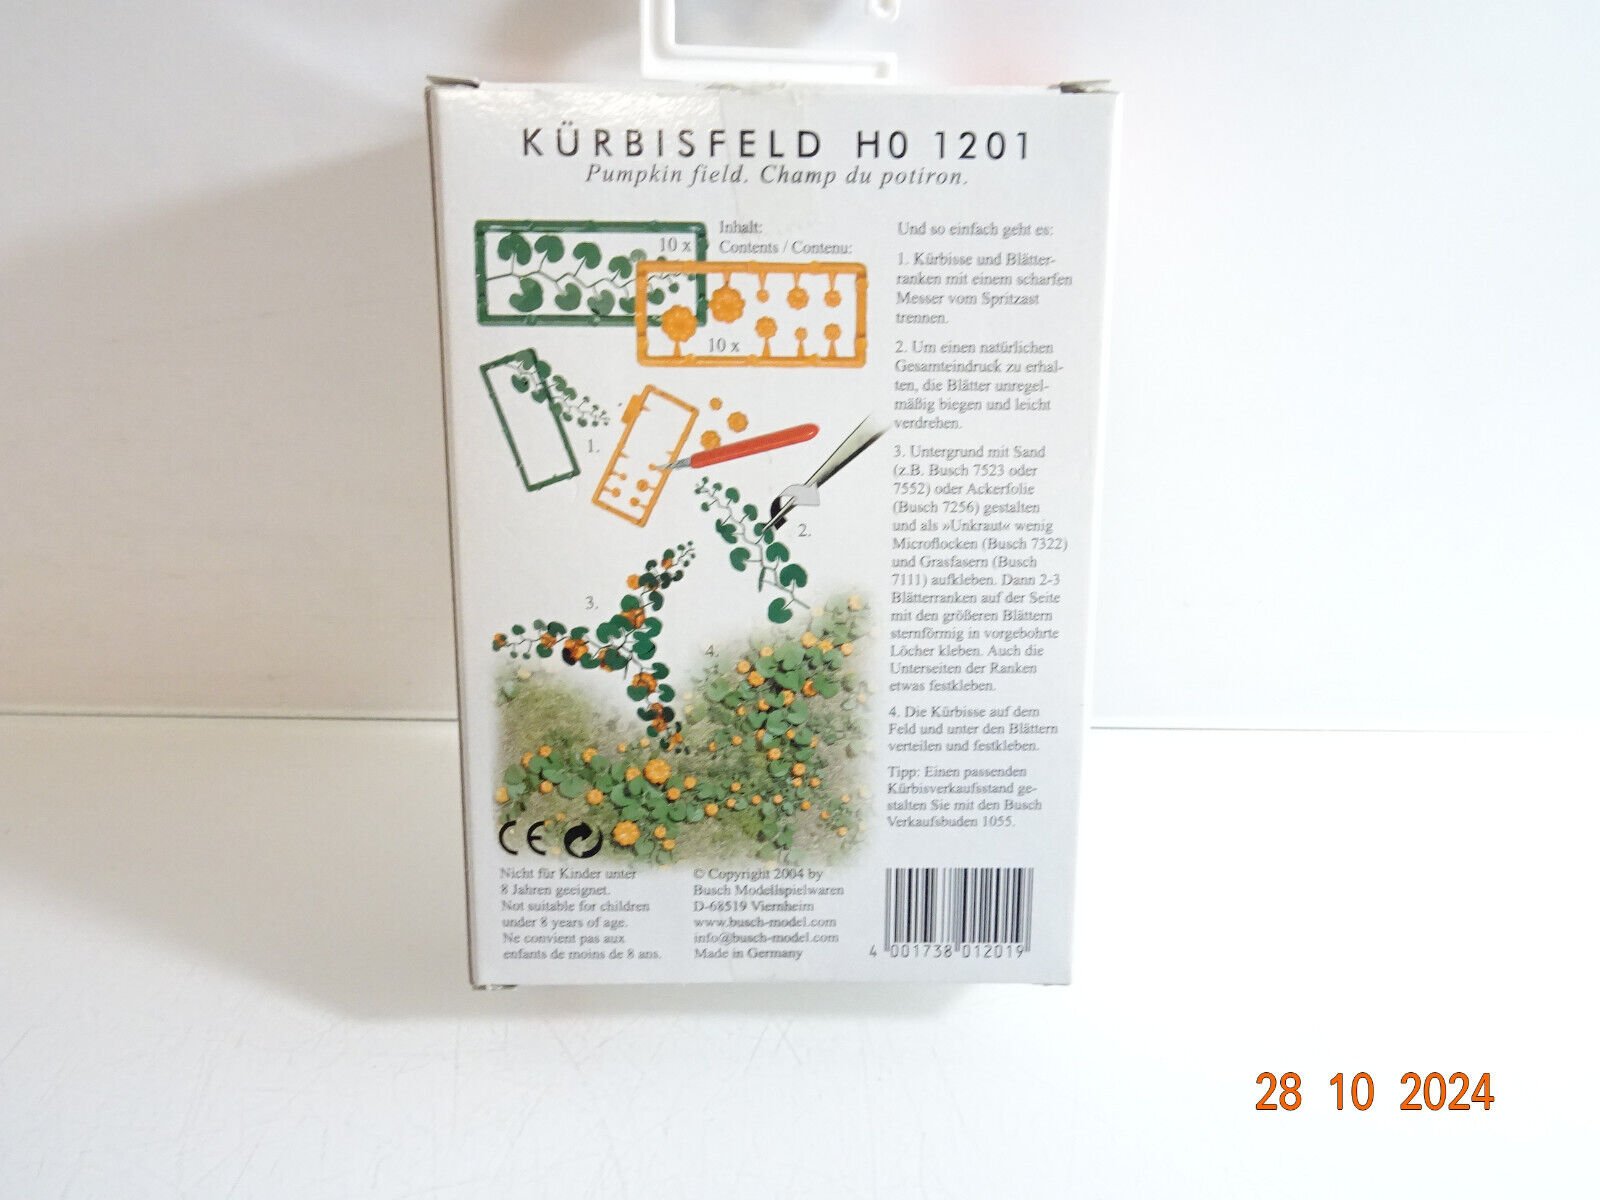 KÜRBISFELD H0 1201
Pumpkin field. Champ du potiron.
10 x
Inhalt:
Contents / Contenu:
10 x
1.
2.
3.
4.
Und so einfach geht es:
1. Kürbisse und Blätter-
ranken mit einem scharfen
Messer vom Spritzast
trennen.
2. Um einen natürlichen
Gesamteindruck zu erhal-
ten, die Blätter unregel-
mäßig biegen und leicht
verdrehen.
3. Untergrund mit Sand
(z.B. Busch 7523 oder
7552) oder Ackerfolie
(Busch 7256) gestalten
und als »Unkraut« wenig
Microflocken (Busch 7322)
und Grasfasern (Busch
7111) aufkleben. Dann 2-3
Blätterranken auf der Seite
mit den größeren Blättern
sternförmig in vorgebohrte
Löcher kleben. Auch die
Unterseiten der Ranken
etwas festkleben.
4. Die Kürbisse auf dem
Feld und unter den Blättern
verteilen und festkleben.
Tipp: Einen passenden
Kürbisverkaufsstand ge-
stalten Sie mit den Busch
Verkaufsbuden 1055.
CE
Nicht für Kinder unter
8 Jahren geeignet.
Not suitable for children
under 8 years of age.
Ne convient pas aux
enfants de moins de 8 ans.
© Copyright 2004 by
Busch Modellspielwaren
D-68519 Viernheim
www.busch-model.com
info@busch-model.com
Made in Germany
4 001738 012019
28 10 2024